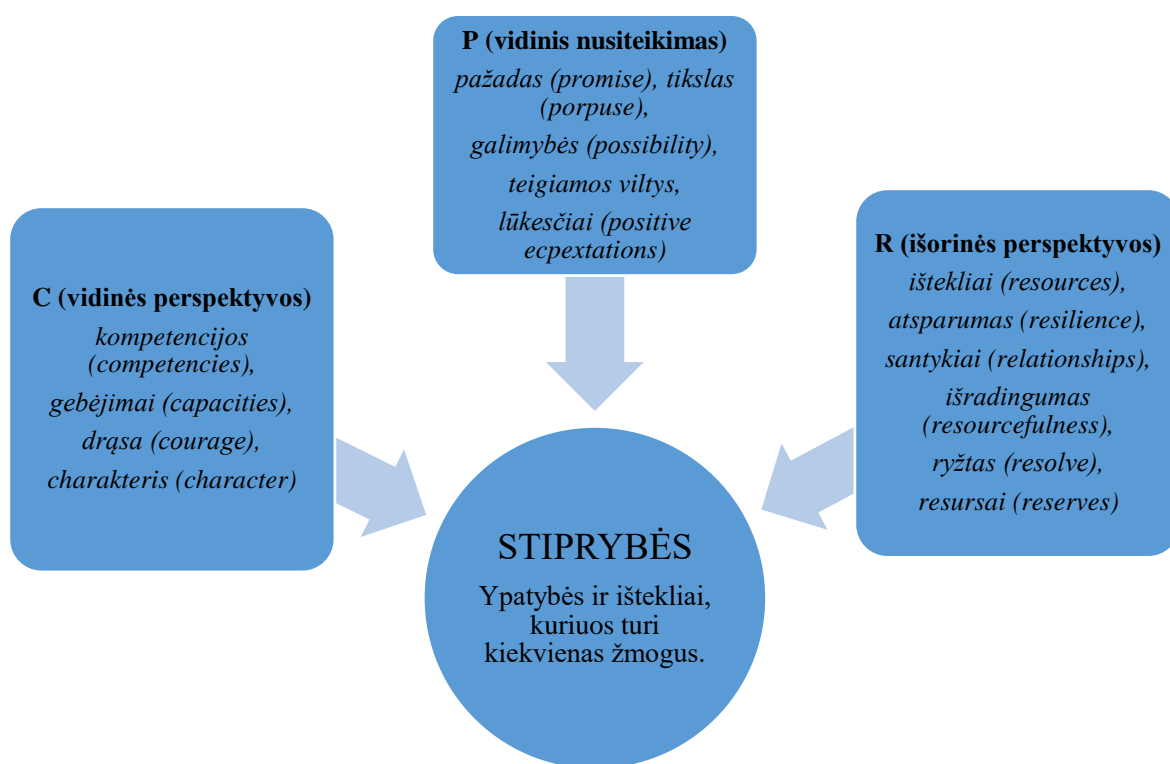 P (vidinis nusiteikimas)
pažadas (promise), tikslas
(porpuse),
galimybės (possibility),
teigiamos viltys,
lūkesčiai (positive
ecpextations)
C (vidinės perspektyvos)
kompetencijos
(competencies),
gebėjimai (capacities),
drąsa (courage),
charakteris (character)
R (išorinės perspektyvos)
ištekliai (resources),
atsparumas (resilience),
santykiai (relationships),
išradingumas
(resourcefulness),
ryžtas (resolve),
resursai (reserves)
STIPRYBĖS
Ypatybės ir ištekliai,
kuriuos turi
kiekvienas žmogus.